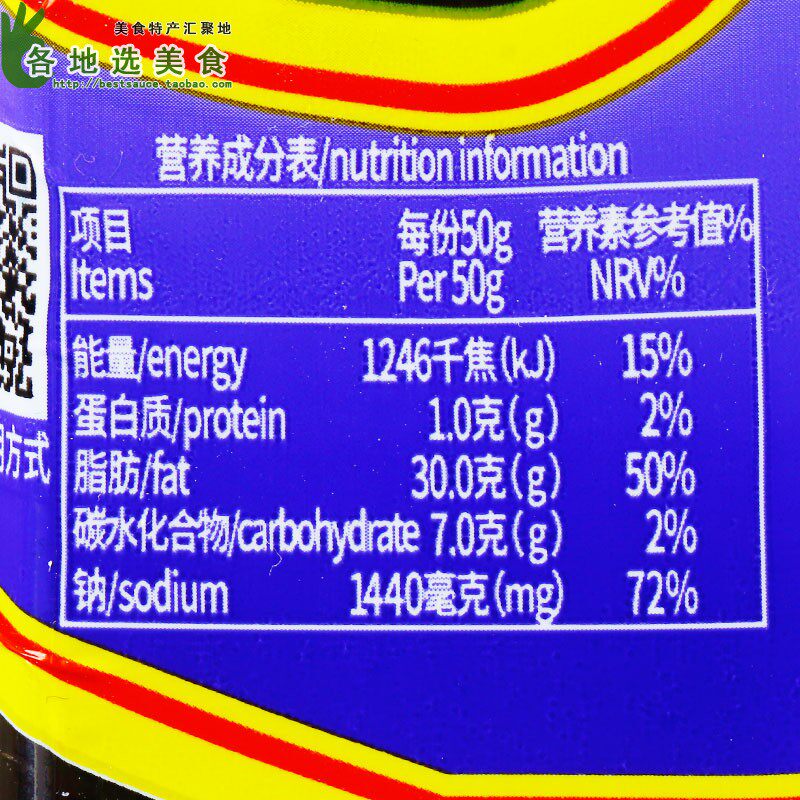 美食特产汇聚地
各地选美食
http://bestsauce.taobao.com
营养成分表/nutrition information
项目 每份50g 营养素参考值%
Items Per 50g NRV%
能量/energy 1246千焦(kJ) 15%
蛋白质/protein 1.0克(g) 2%
脂肪/fat 30.0克(g) 50%
碳水化合物/carbohydrate 7.0克(g) 2%
钠/sodium 1440毫克(mg) 72%
方式